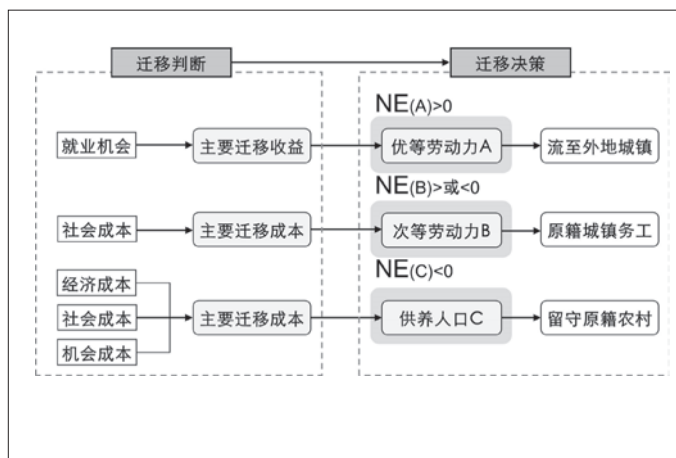 迁移判断
迁移决策
NE(A)>0
就业机会
主要迁移收益
优等劳动力A
流至外地城镇
NE(B)>或<0
社会成本
主要迁移成本
次等劳动力B
原籍城镇务工
NE(C)<0
经济成本
社会成本
主要迁移成本
供养人口C
留守原籍农村
机会成本